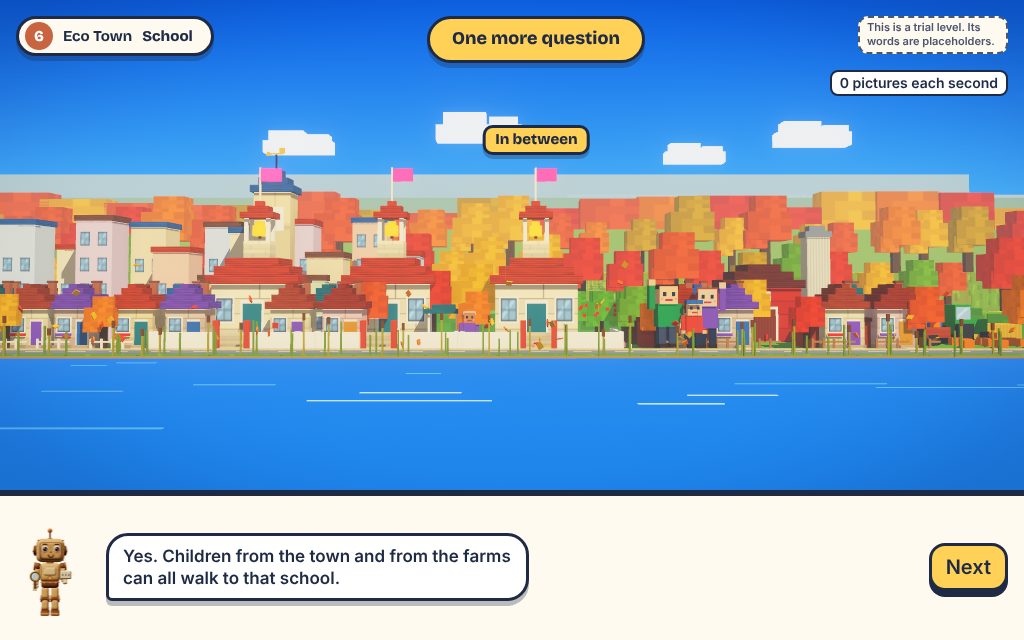 6 Eco Town School
One more question
This is a trial level. Its
words are placeholders.
0 pictures each second
In between
Yes. Children from the town and from the farms
can all walk to that school.
Next